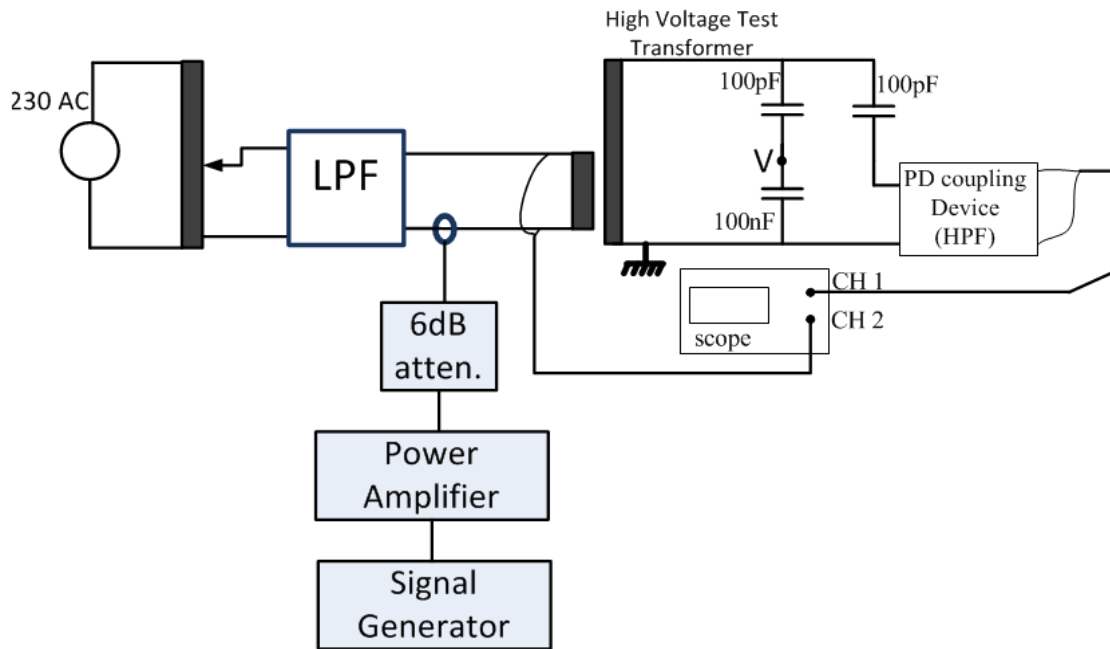 High Voltage Test
Transformer
230 AC
100pF
100pF
LPF
V
100nF
PD coupling
Device
(HPF)
CH 1
CH 2
scope
6dB
atten.
Power
Amplifier
Signal
Generator